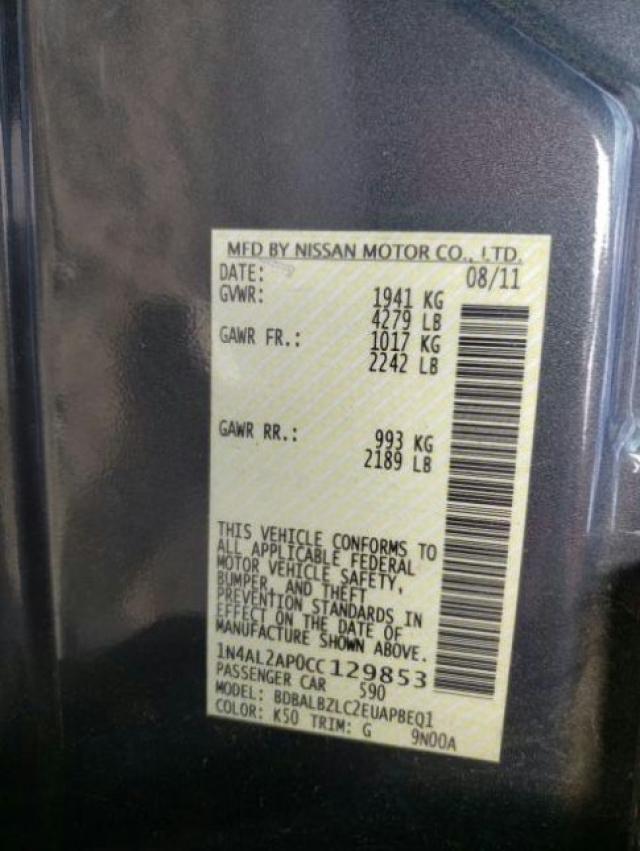 MFD BY NISSAN MOTOR CO., LTD.
DATE: 08/11
GVWR: 1941 KG
4279 LB
GAWR FR.: 1017 KG
2242 LB
GAWR RR.: 993 KG
2189 LB
THIS VEHICLE CONFORMS TO
ALL APPLICABLE FEDERAL
MOTOR VEHICLE SAFETY,
BUMPER, AND THEFT
PREVENTION STANDARDS IN
EFFECT ON THE DATE OF
MANUFACTURE SHOWN ABOVE.
1N4AL2AP0CC129853
PASSENGER CAR 590
MODEL: BDBALBZLC2EUAPBEQ1
COLOR: K50 TRIM: G 9N00A